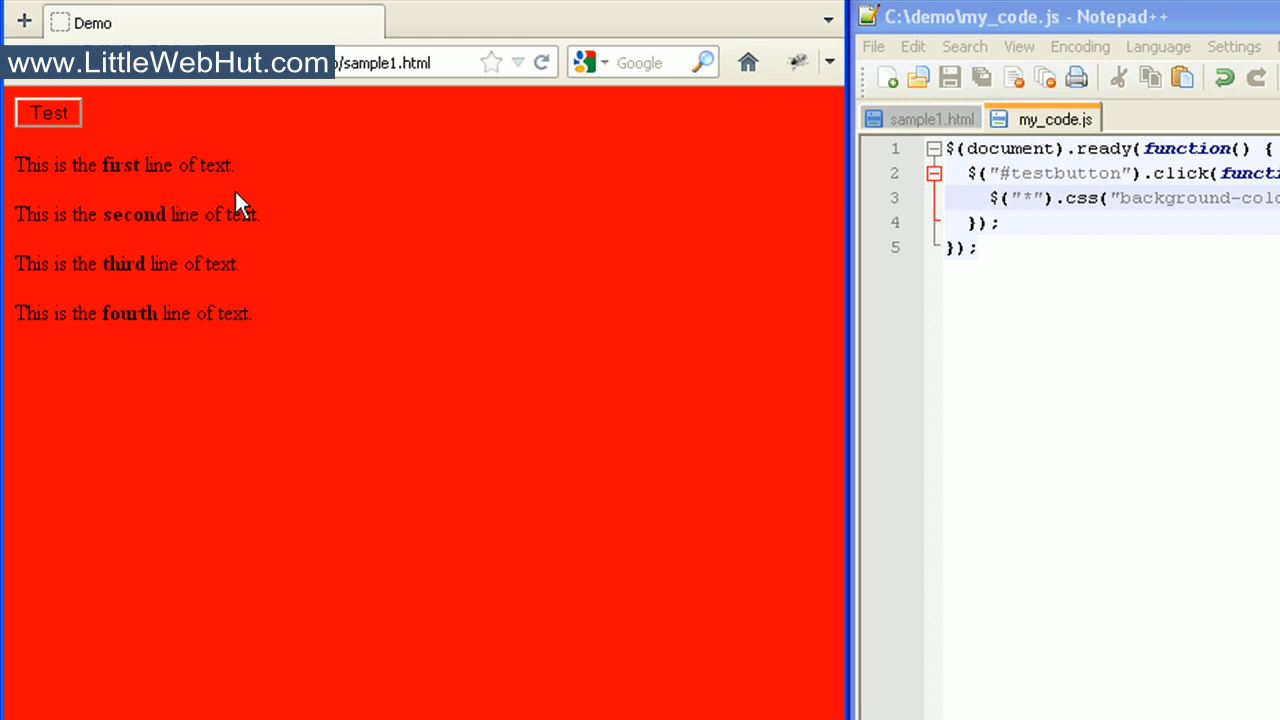 Demo
www.LittleWebHut.com
/sample1.html
Google
Test
This is the first line of text.
This is the second line of text.
This is the third line of text.
This is the fourth line of text.
C:\demo\my_code.js - Notepad++
File Edit Search View Encoding Language Settings
sample1.html my_code.js
1 $(document).ready(function() {
2 $("#testbutton").click(functi
3 $("*").css("background-colo
4 });
5 });